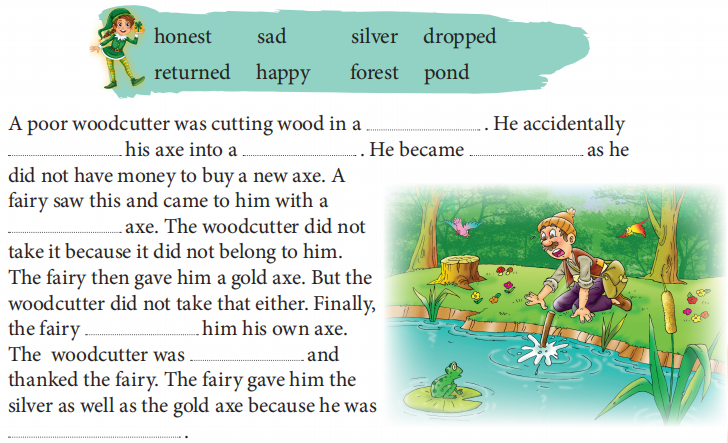 honest sad silver dropped
returned happy forest pond
A poor woodcutter was cutting wood in a .............................. . He accidentally
.............................. his axe into a .............................. . He became .............................. as he
did not have money to buy a new axe. A
fairy saw this and came to him with a
.............................. axe. The woodcutter did not
take it because it did not belong to him.
The fairy then gave him a gold axe. But the
woodcutter did not take that either. Finally,
the fairy .............................. him his own axe.
The woodcutter was .............................. and
thanked the fairy. The fairy gave him the
silver as well as the gold axe because he was
.............................. .